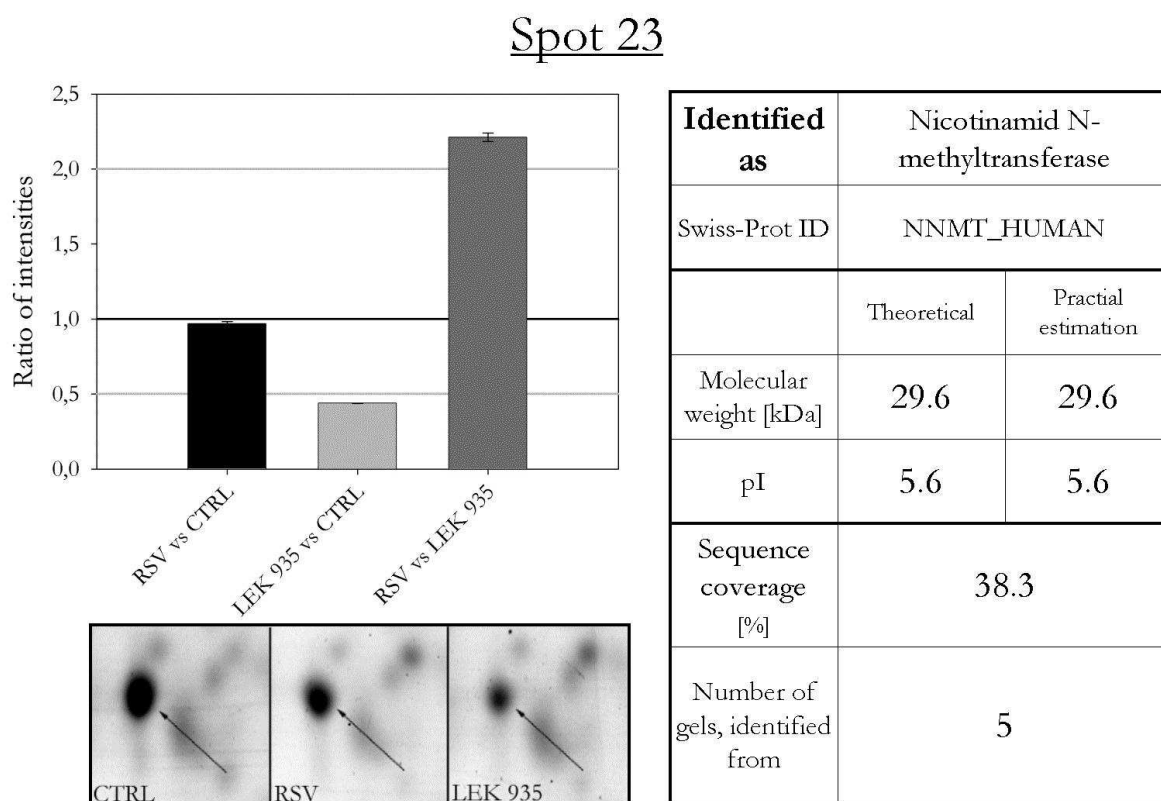 Spot 23
Ratio of intensities
2,5
2,0
1,5
1,0
0,5
0,0
RSV vs CTRL
LEK 935 vs CTRL
RSV vs LEK 935
CTRL
RSV
LEK 935
Identified
as
Nicotinamid N-
methyltransferase
Swiss-Prot ID
NNMT_HUMAN
Theoretical
Practial
estimation
Molecular
weight [kDa]
29.6
29.6
pI
5.6
5.6
Sequence
coverage
[%]
38.3
Number of
gels, identified
from
5